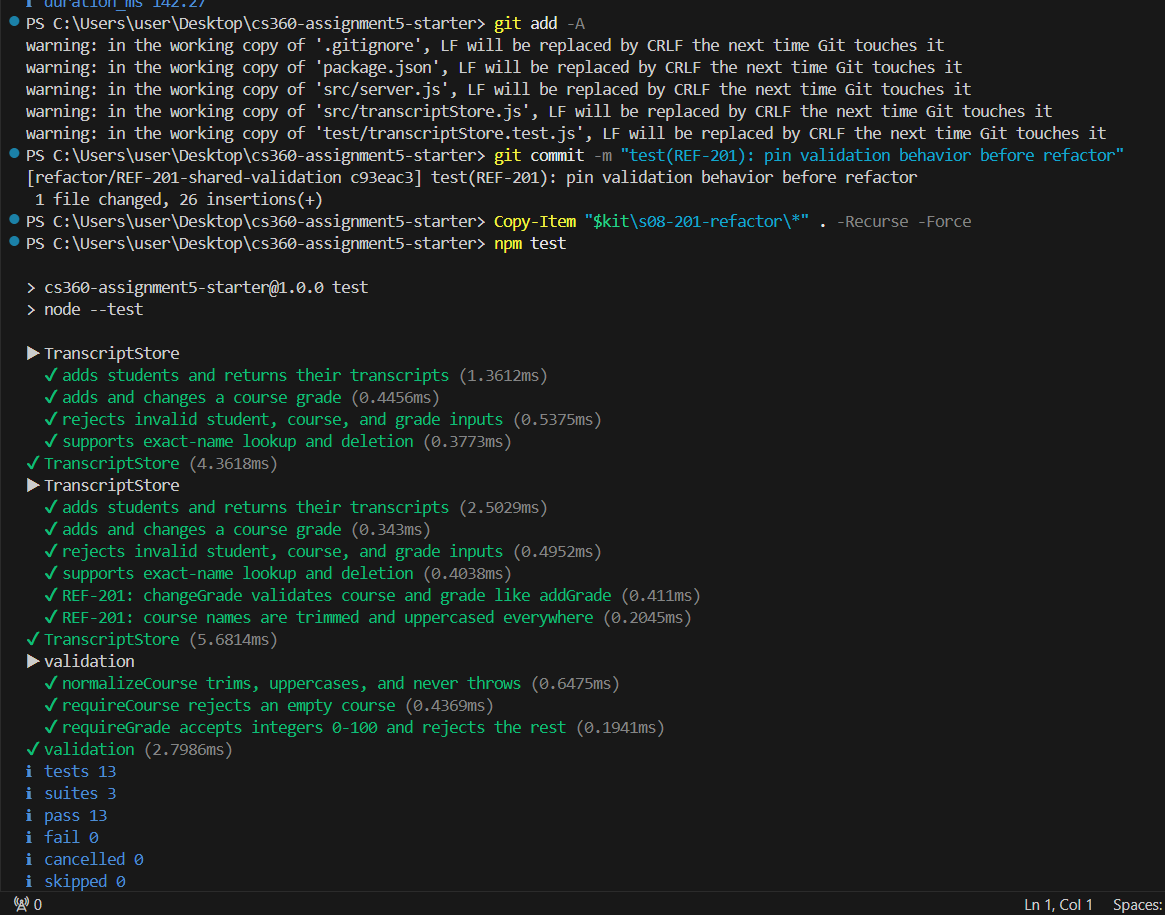 i duration_ms 142.27
PS C:\Users\user\Desktop\cs360-assignment5-starter> git add -A
warning: in the working copy of '.gitignore', LF will be replaced by CRLF the next time Git touches it
warning: in the working copy of 'package.json', LF will be replaced by CRLF the next time Git touches it
warning: in the working copy of 'src/server.js', LF will be replaced by CRLF the next time Git touches it
warning: in the working copy of 'src/transcriptStore.js', LF will be replaced by CRLF the next time Git touches it
warning: in the working copy of 'test/transcriptStore.test.js', LF will be replaced by CRLF the next time Git touches it
PS C:\Users\user\Desktop\cs360-assignment5-starter> git commit -m "test(REF-201): pin validation behavior before refactor"
[refactor/REF-201-shared-validation c93eac3] test(REF-201): pin validation behavior before refactor
1 file changed, 26 insertions(+)
PS C:\Users\user\Desktop\cs360-assignment5-starter> Copy-Item "$kit\s08-201-refactor\*" . -Recurse -Force
PS C:\Users\user\Desktop\cs360-assignment5-starter> npm test
> cs360-assignment5-starter@1.0.0 test
> node --test
▶ TranscriptStore
✓ adds students and returns their transcripts (1.3612ms)
✓ adds and changes a course grade (0.4456ms)
✓ rejects invalid student, course, and grade inputs (0.5375ms)
✓ supports exact-name lookup and deletion (0.3773ms)
✓ TranscriptStore (4.3618ms)
▶ TranscriptStore
✓ adds students and returns their transcripts (2.5029ms)
✓ adds and changes a course grade (0.343ms)
✓ rejects invalid student, course, and grade inputs (0.4952ms)
✓ supports exact-name lookup and deletion (0.4038ms)
✓ REF-201: changeGrade validates course and grade like addGrade (0.411ms)
✓ REF-201: course names are trimmed and uppercased everywhere (0.2045ms)
✓ TranscriptStore (5.6814ms)
▶ validation
✓ normalizeCourse trims, uppercases, and never throws (0.6475ms)
✓ requireCourse rejects an empty course (0.4369ms)
✓ requireGrade accepts integers 0-100 and rejects the rest (0.1941ms)
✓ validation (2.7986ms)
i tests 13
i suites 3
i pass 13
i fail 0
i cancelled 0
i skipped 0
0 Ln 1, Col 1 Spaces: